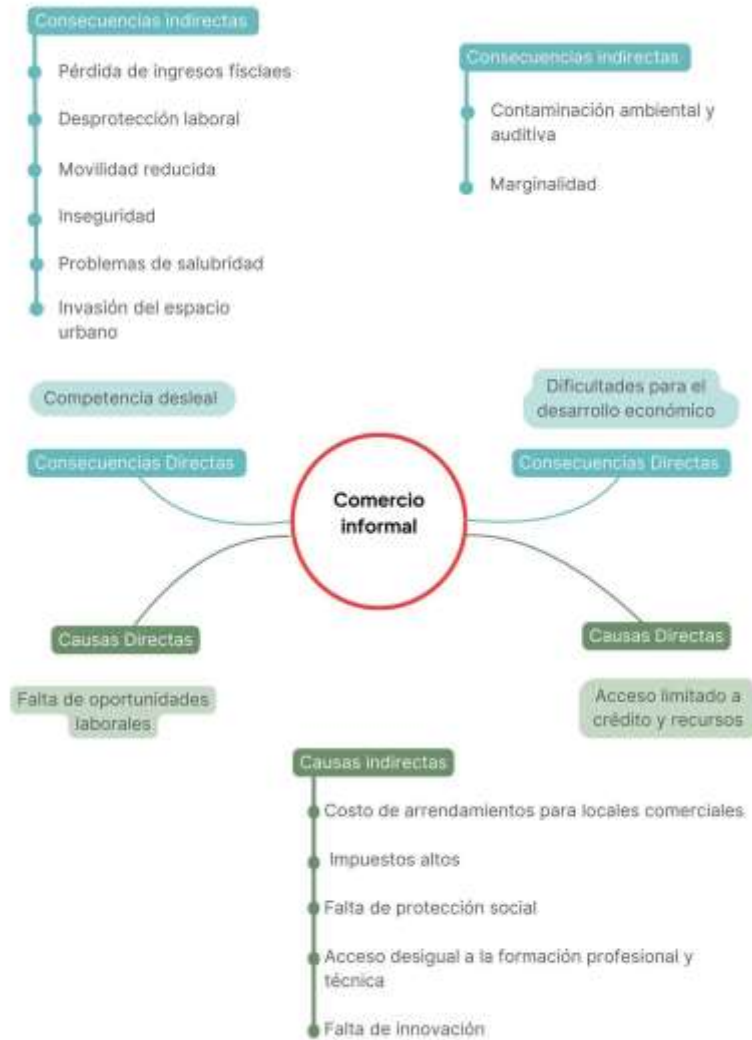 Consecuencias indirectas
Pérdida de ingresos físclaes
Desprotección laboral
Movilidad reducida
Inseguridad
Problemas de salubridad
Invasión del espacio
urbano
Consecuencias indirectas
Contaminación ambiental y
auditiva
Marginalidad
Competencia desleal
Consecuencias Directas
Dificultades para el
desarrollo económico
Consecuencias Directas
Comercio
informal
Causas Directas
Falta de oportunidades
laborales
Causas Directas
Acceso limitado a
crédito y recursos
Causas indirectas
Costo de arrendamientos para locales comerciales
Impuestos altos
Falta de protección social
Acceso desigual a la formación profesional y
técnica
Falta de innovación